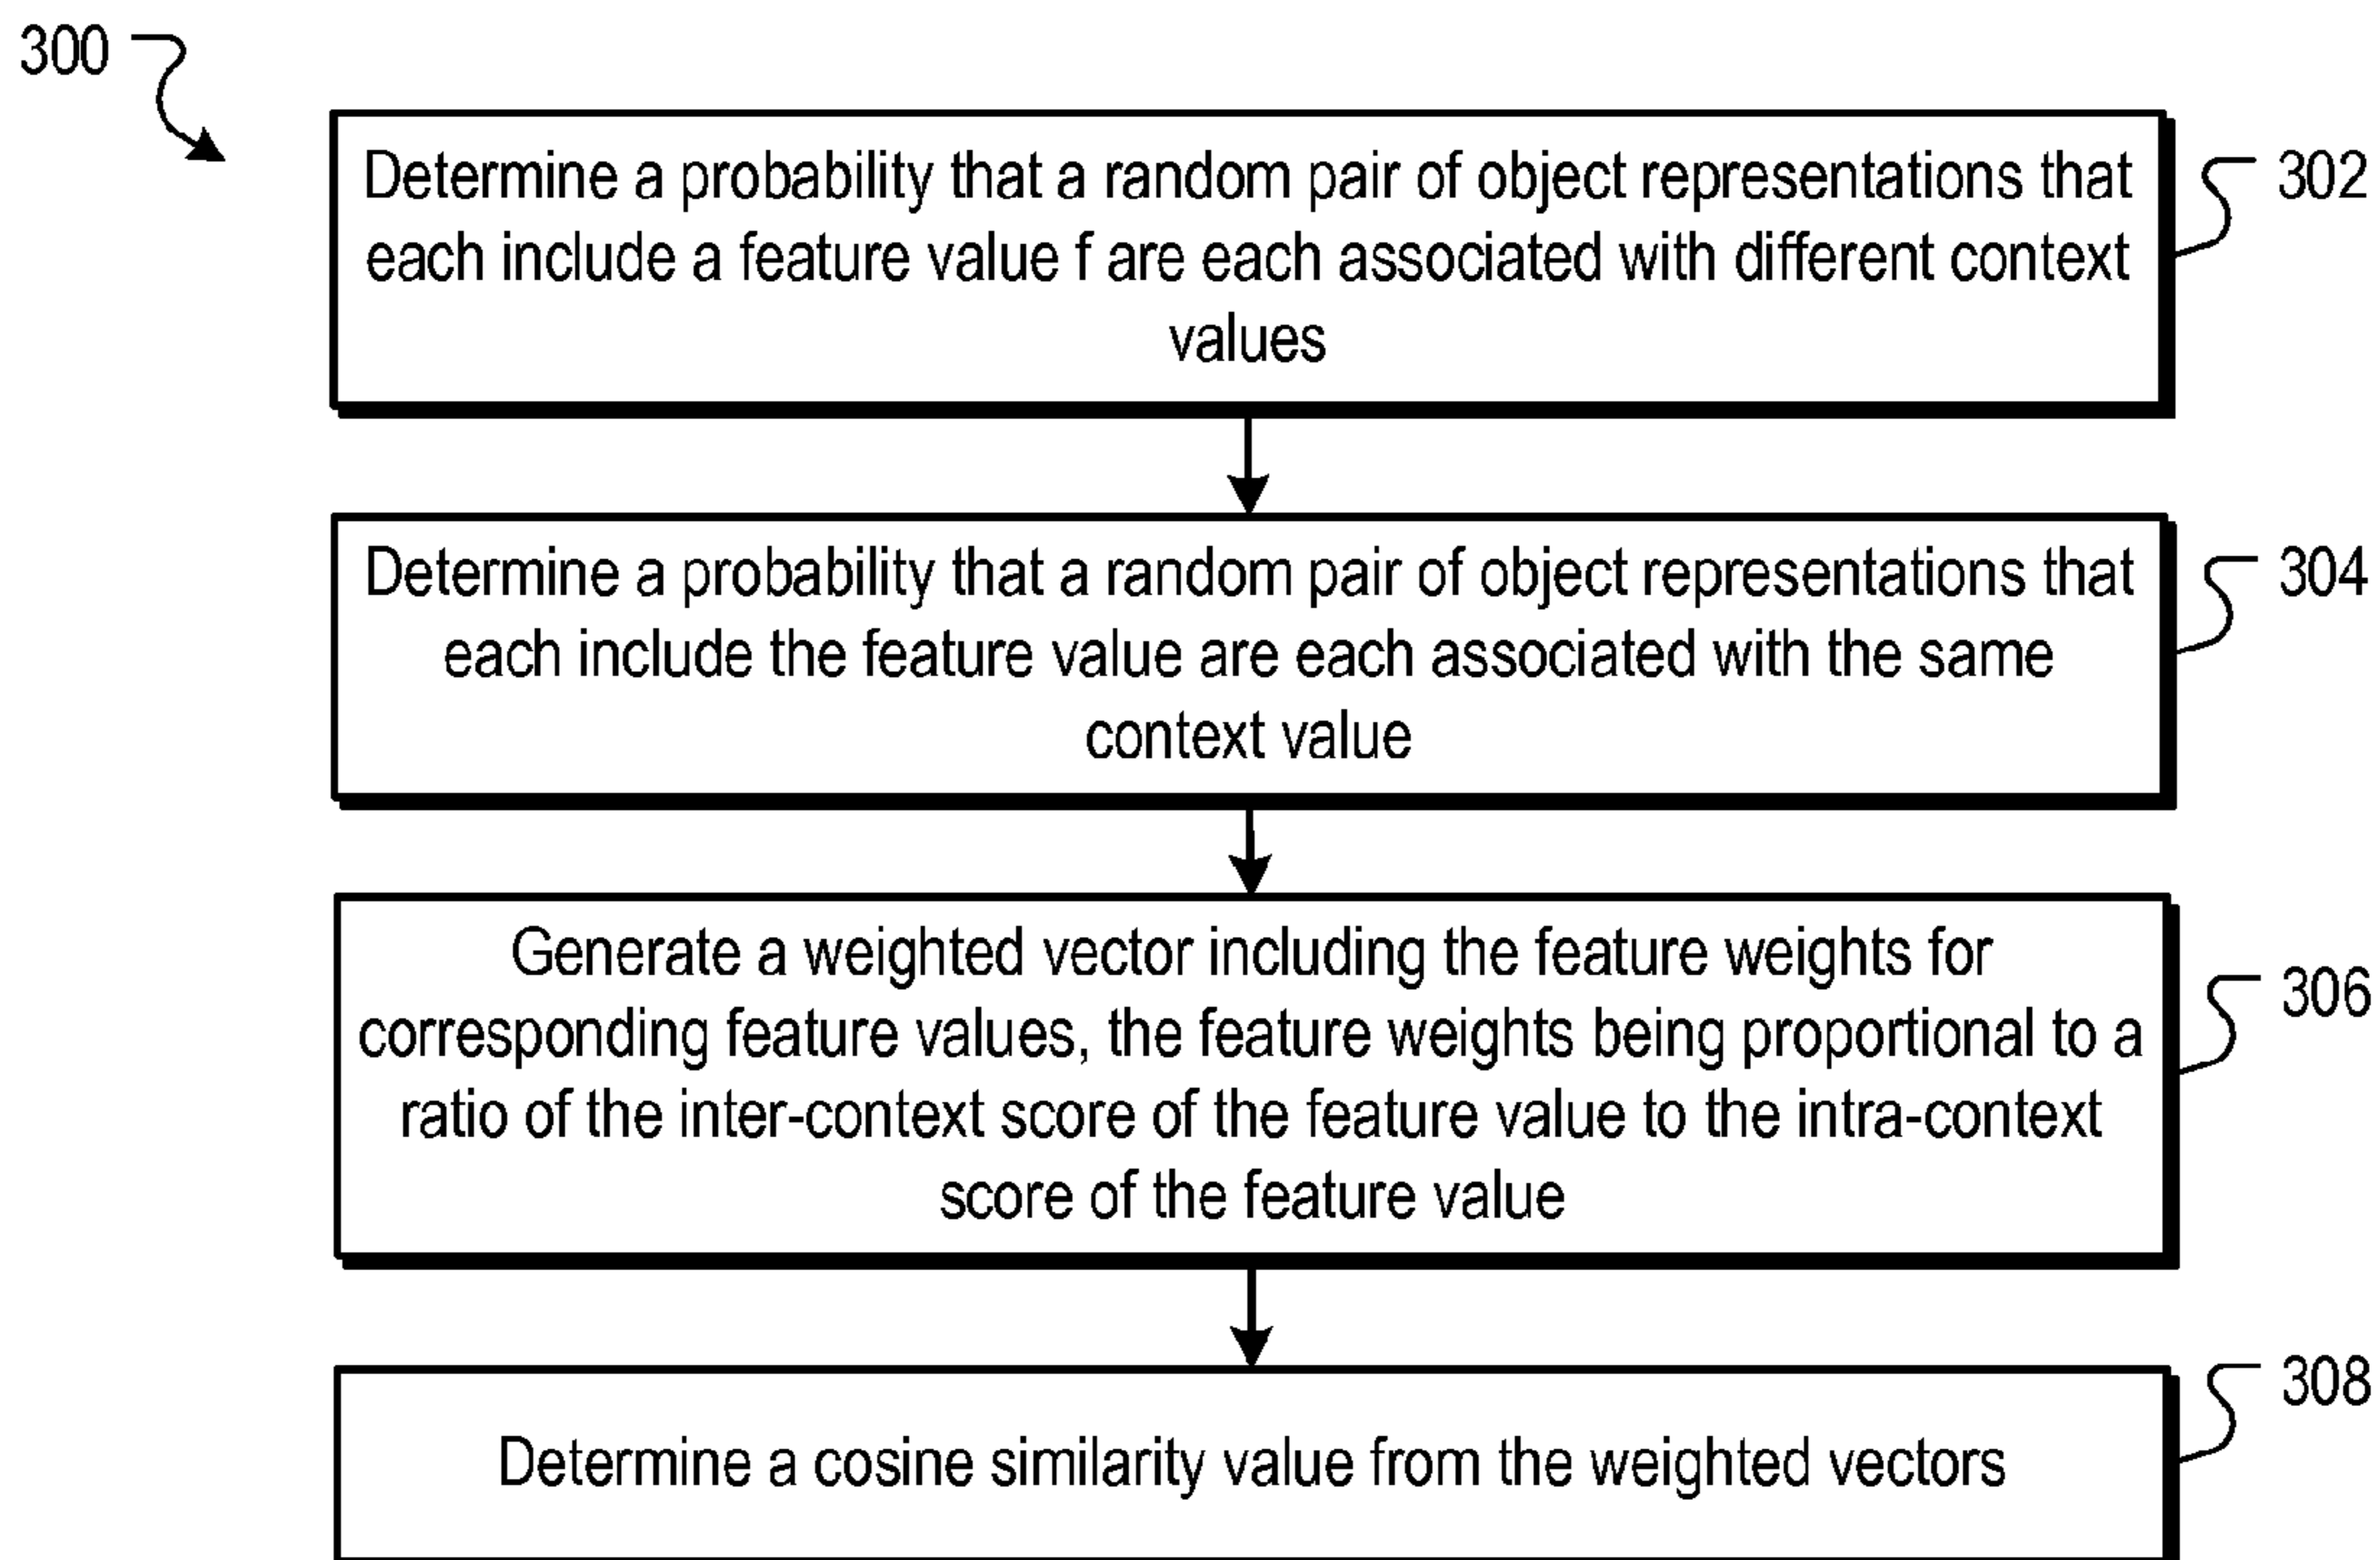 300
Determine a probability that a random pair of object representations that
each include a feature value f are each associated with different context
values
302
Determine a probability that a random pair of object representations that
each include the feature value are each associated with the same
context value
304
Generate a weighted vector including the feature weights for
corresponding feature values, the feature weights being proportional to a
ratio of the inter-context score of the feature value to the intra-context
score of the feature value
306
Determine a cosine similarity value from the weighted vectors
308